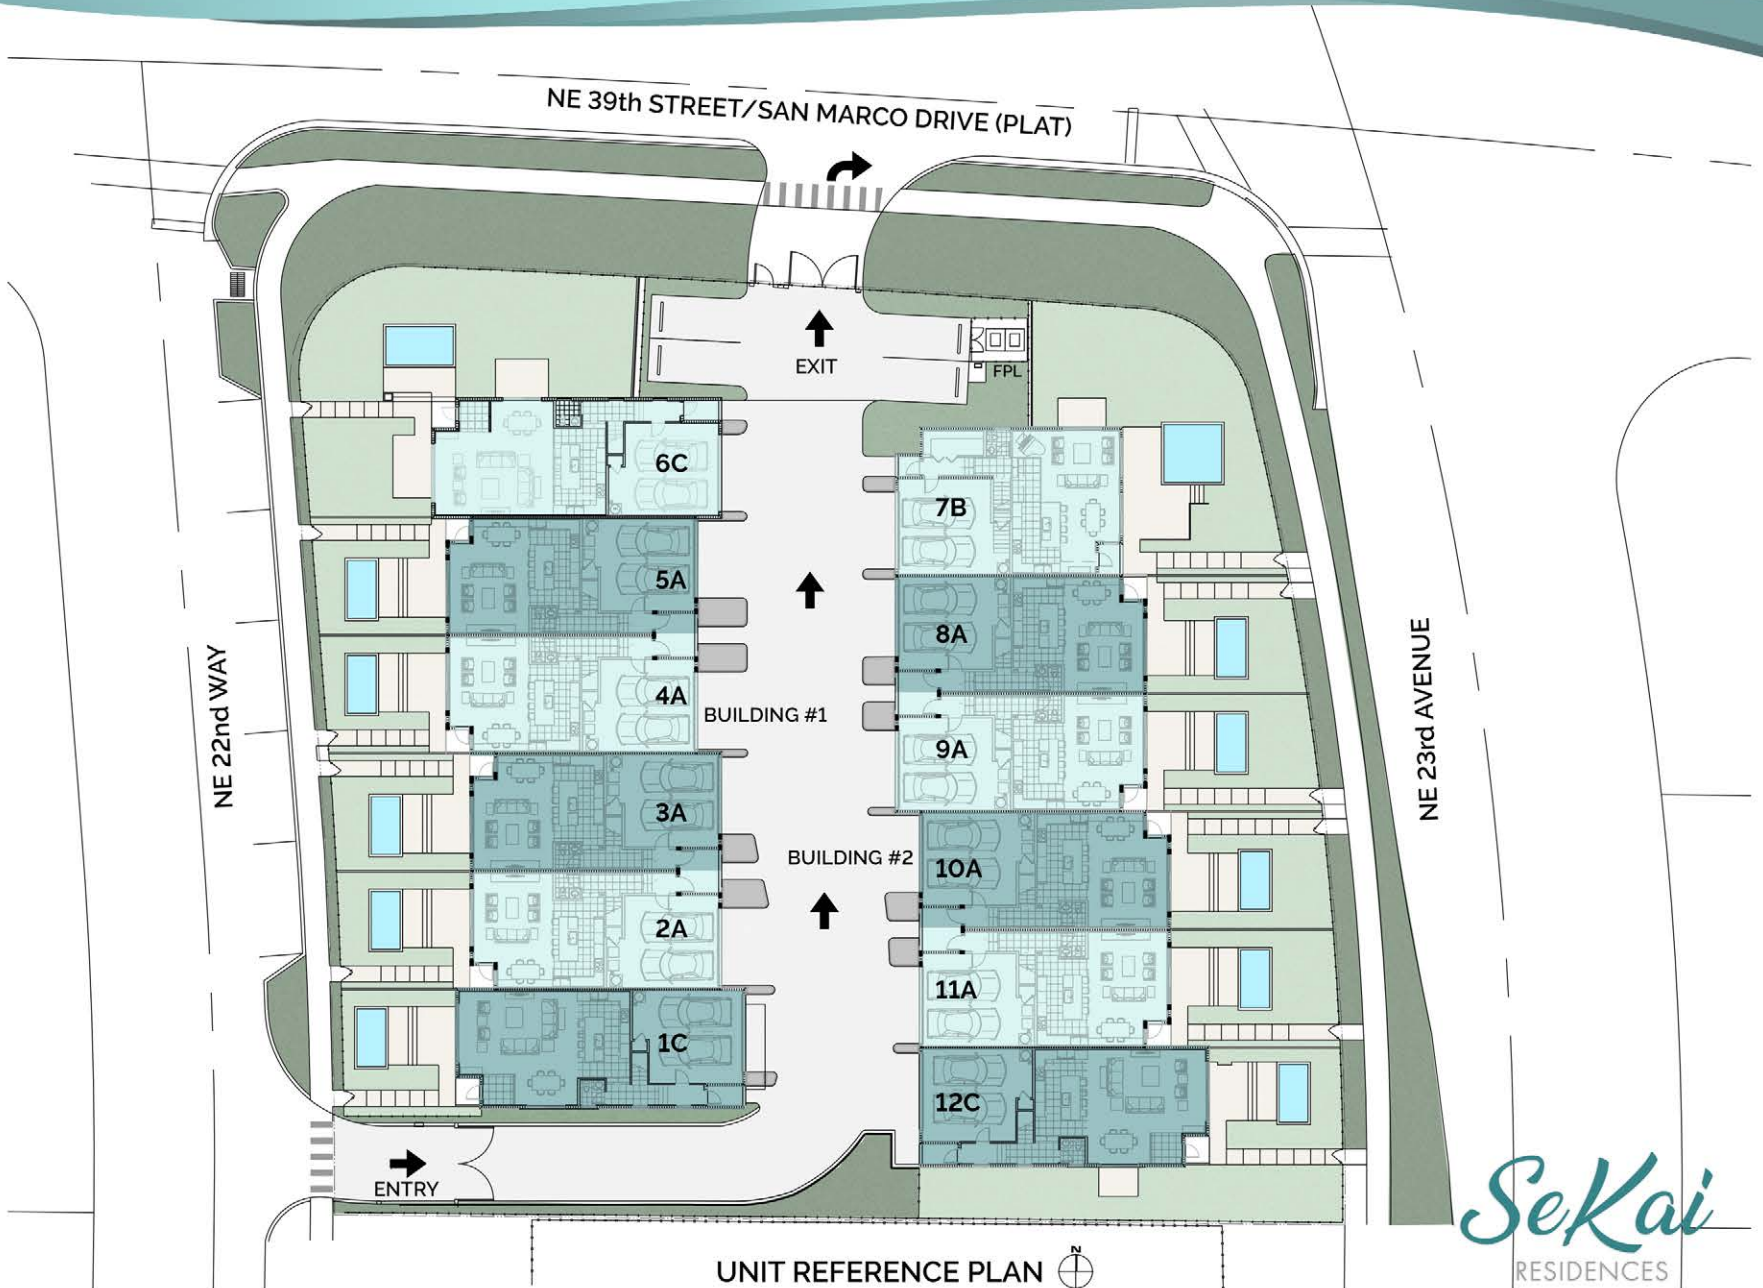 NE 39th STREET/SAN MARCO DRIVE (PLAT)
EXIT
FPL
6C
7B
5A
8A
4A
BUILDING #1
9A
NE 22nd WAY
NE 23rd AVENUE
3A
BUILDING #2
10A
2A
11A
1C
12C
ENTRY
SeKai
RESIDENCES
UNIT REFERENCE PLAN
N